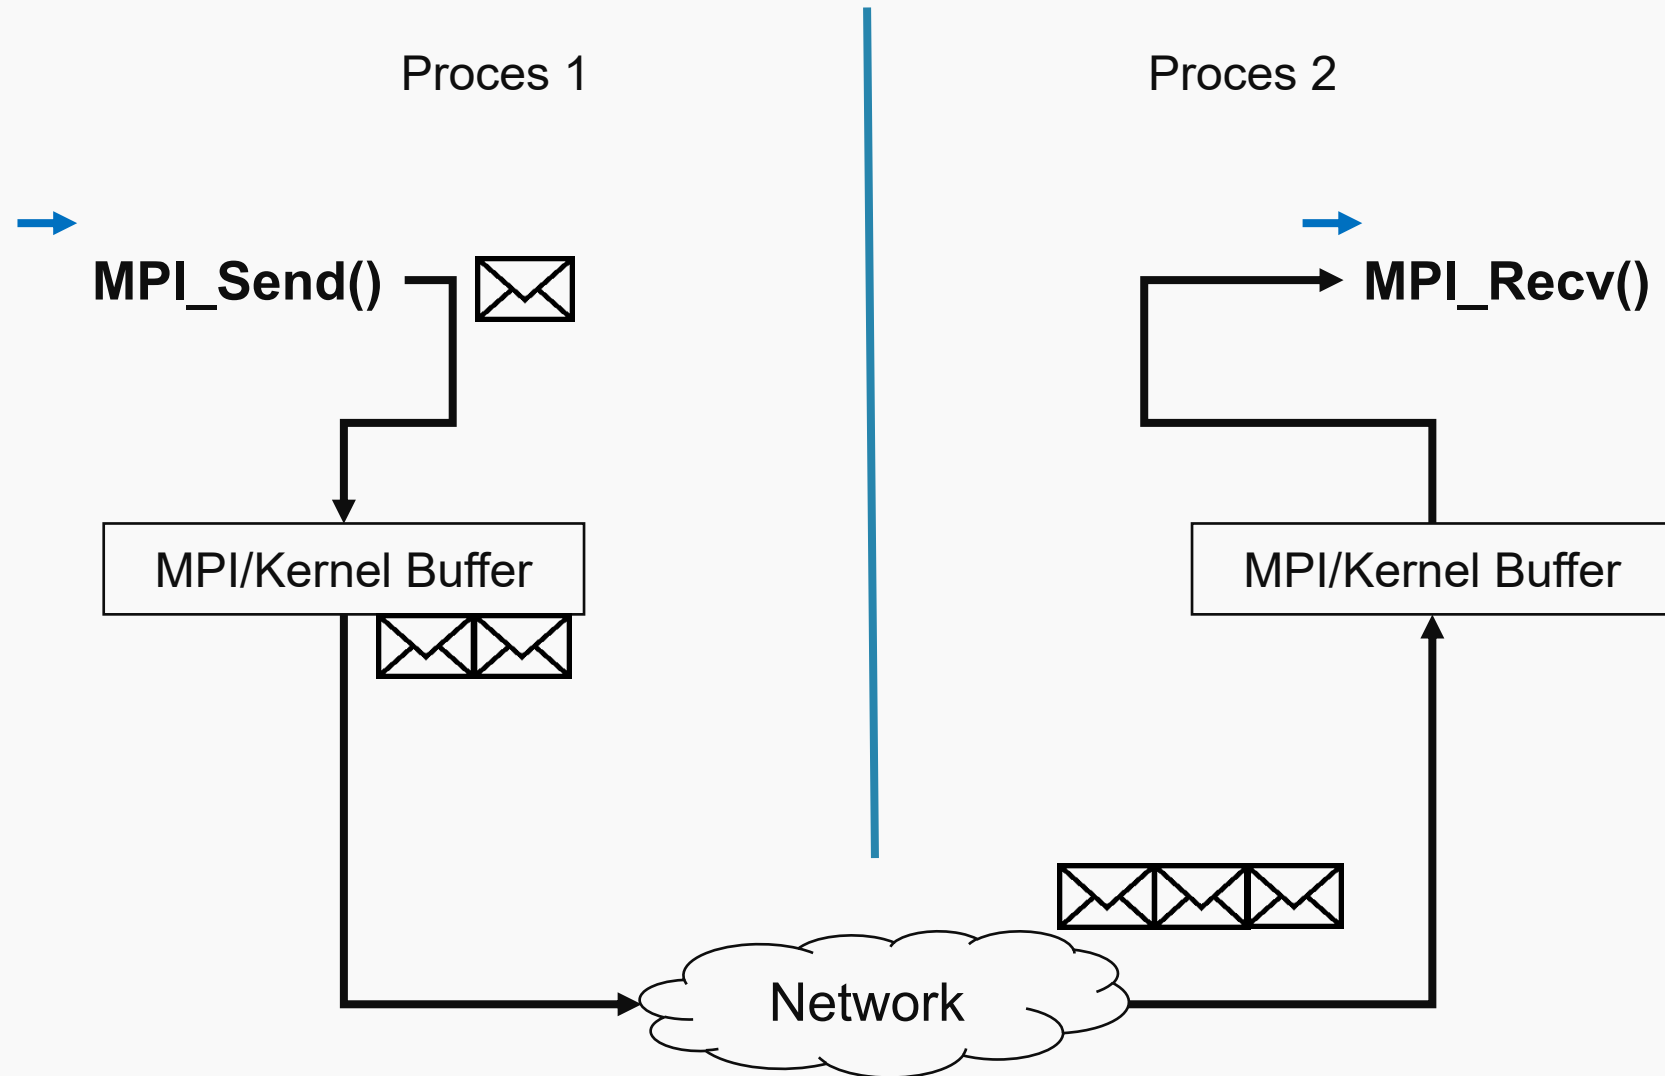 Proces 1
Proces 2
MPI_Send()
MPI_Recv()
MPI/Kernel Buffer
MPI/Kernel Buffer
Network